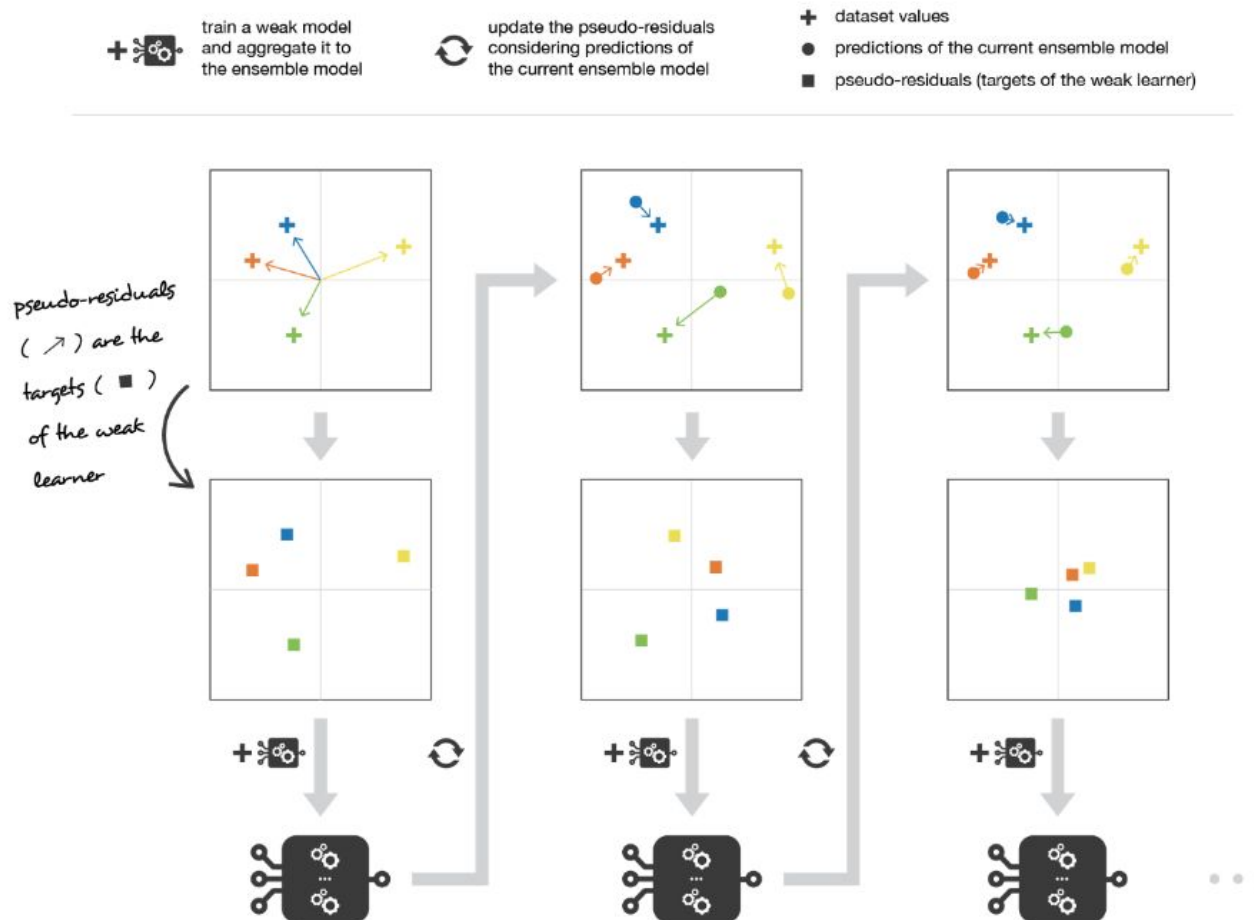 train a weak model
and aggregate it to
the ensemble model
update the pseudo-residuals
considering predictions of
the current ensemble model
dataset values
predictions of the current ensemble model
pseudo-residuals (targets of the weak learner)
pseudo-residuals
( ↗ ) are the
targets ( ■ )
of the weak
learner